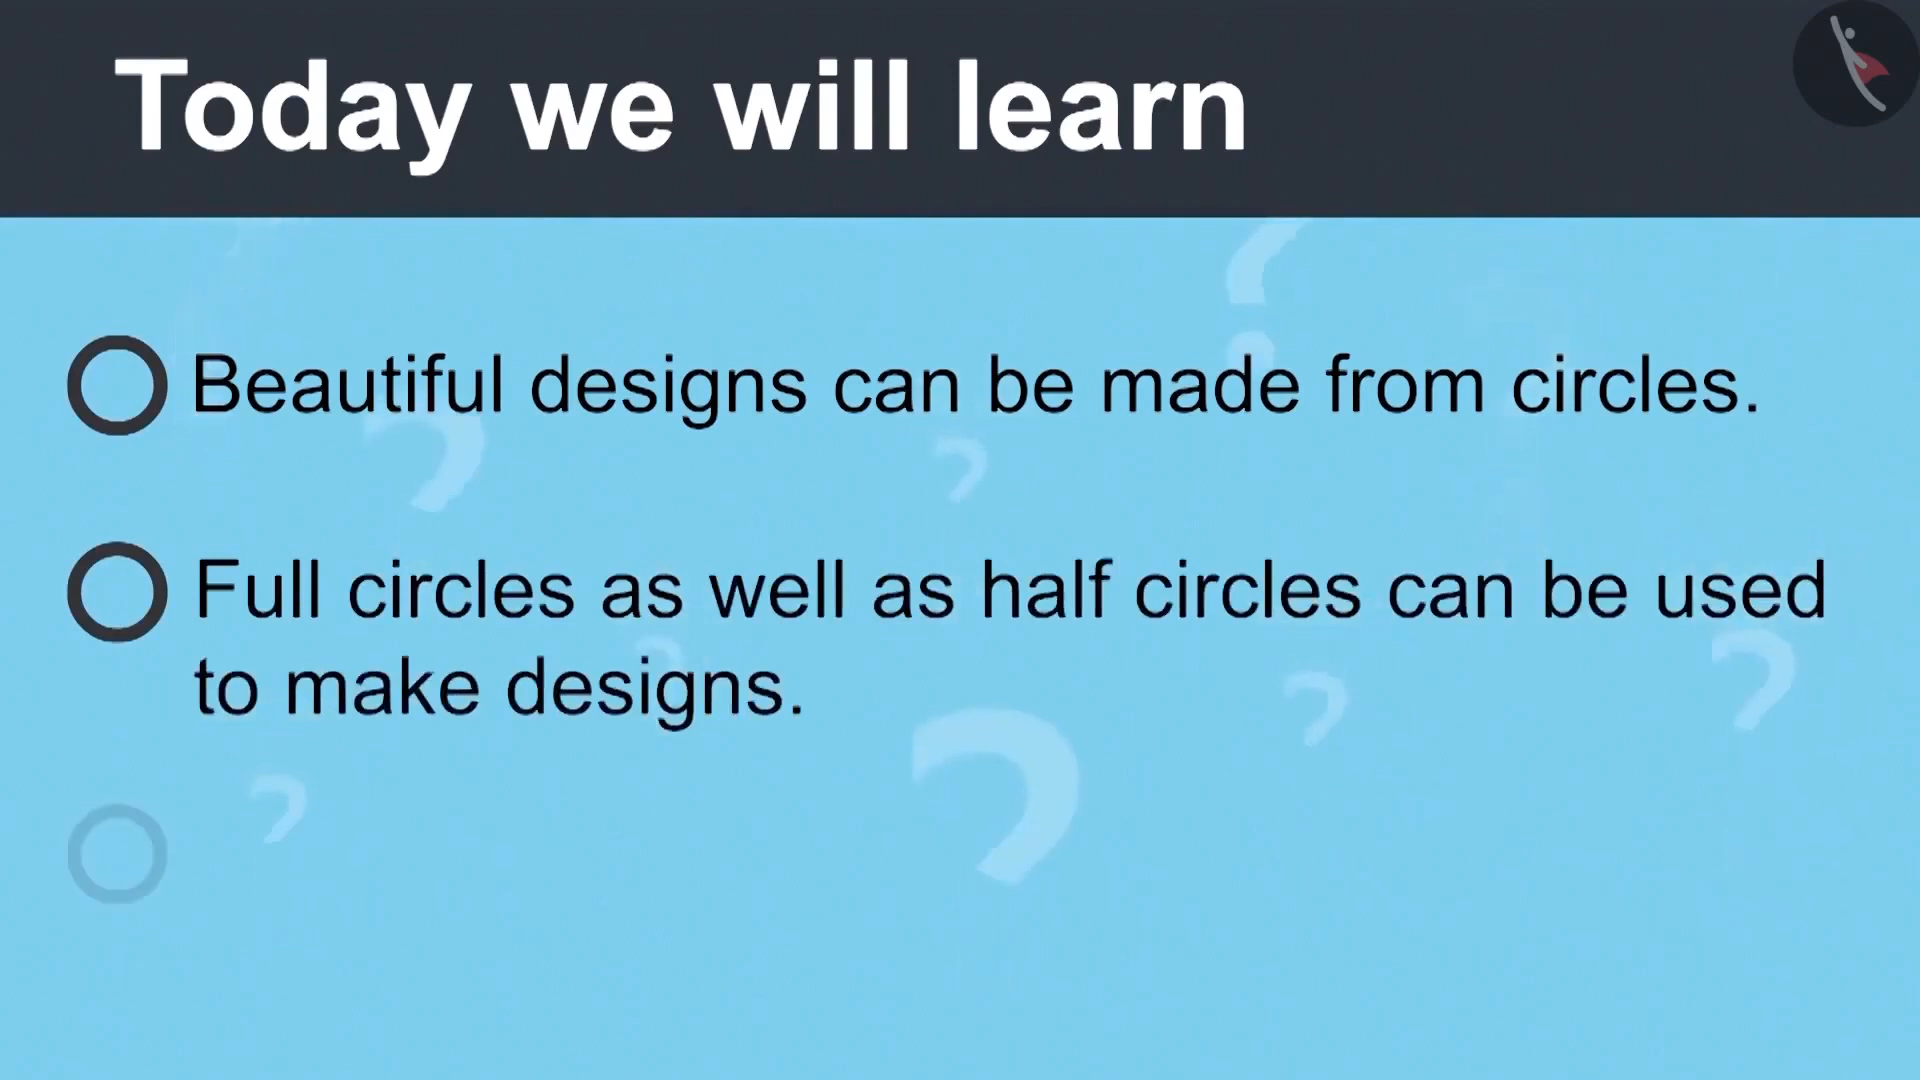 Today we will learn
Beautiful designs can be made from circles.
Full circles as well as half circles can be used
to make designs.